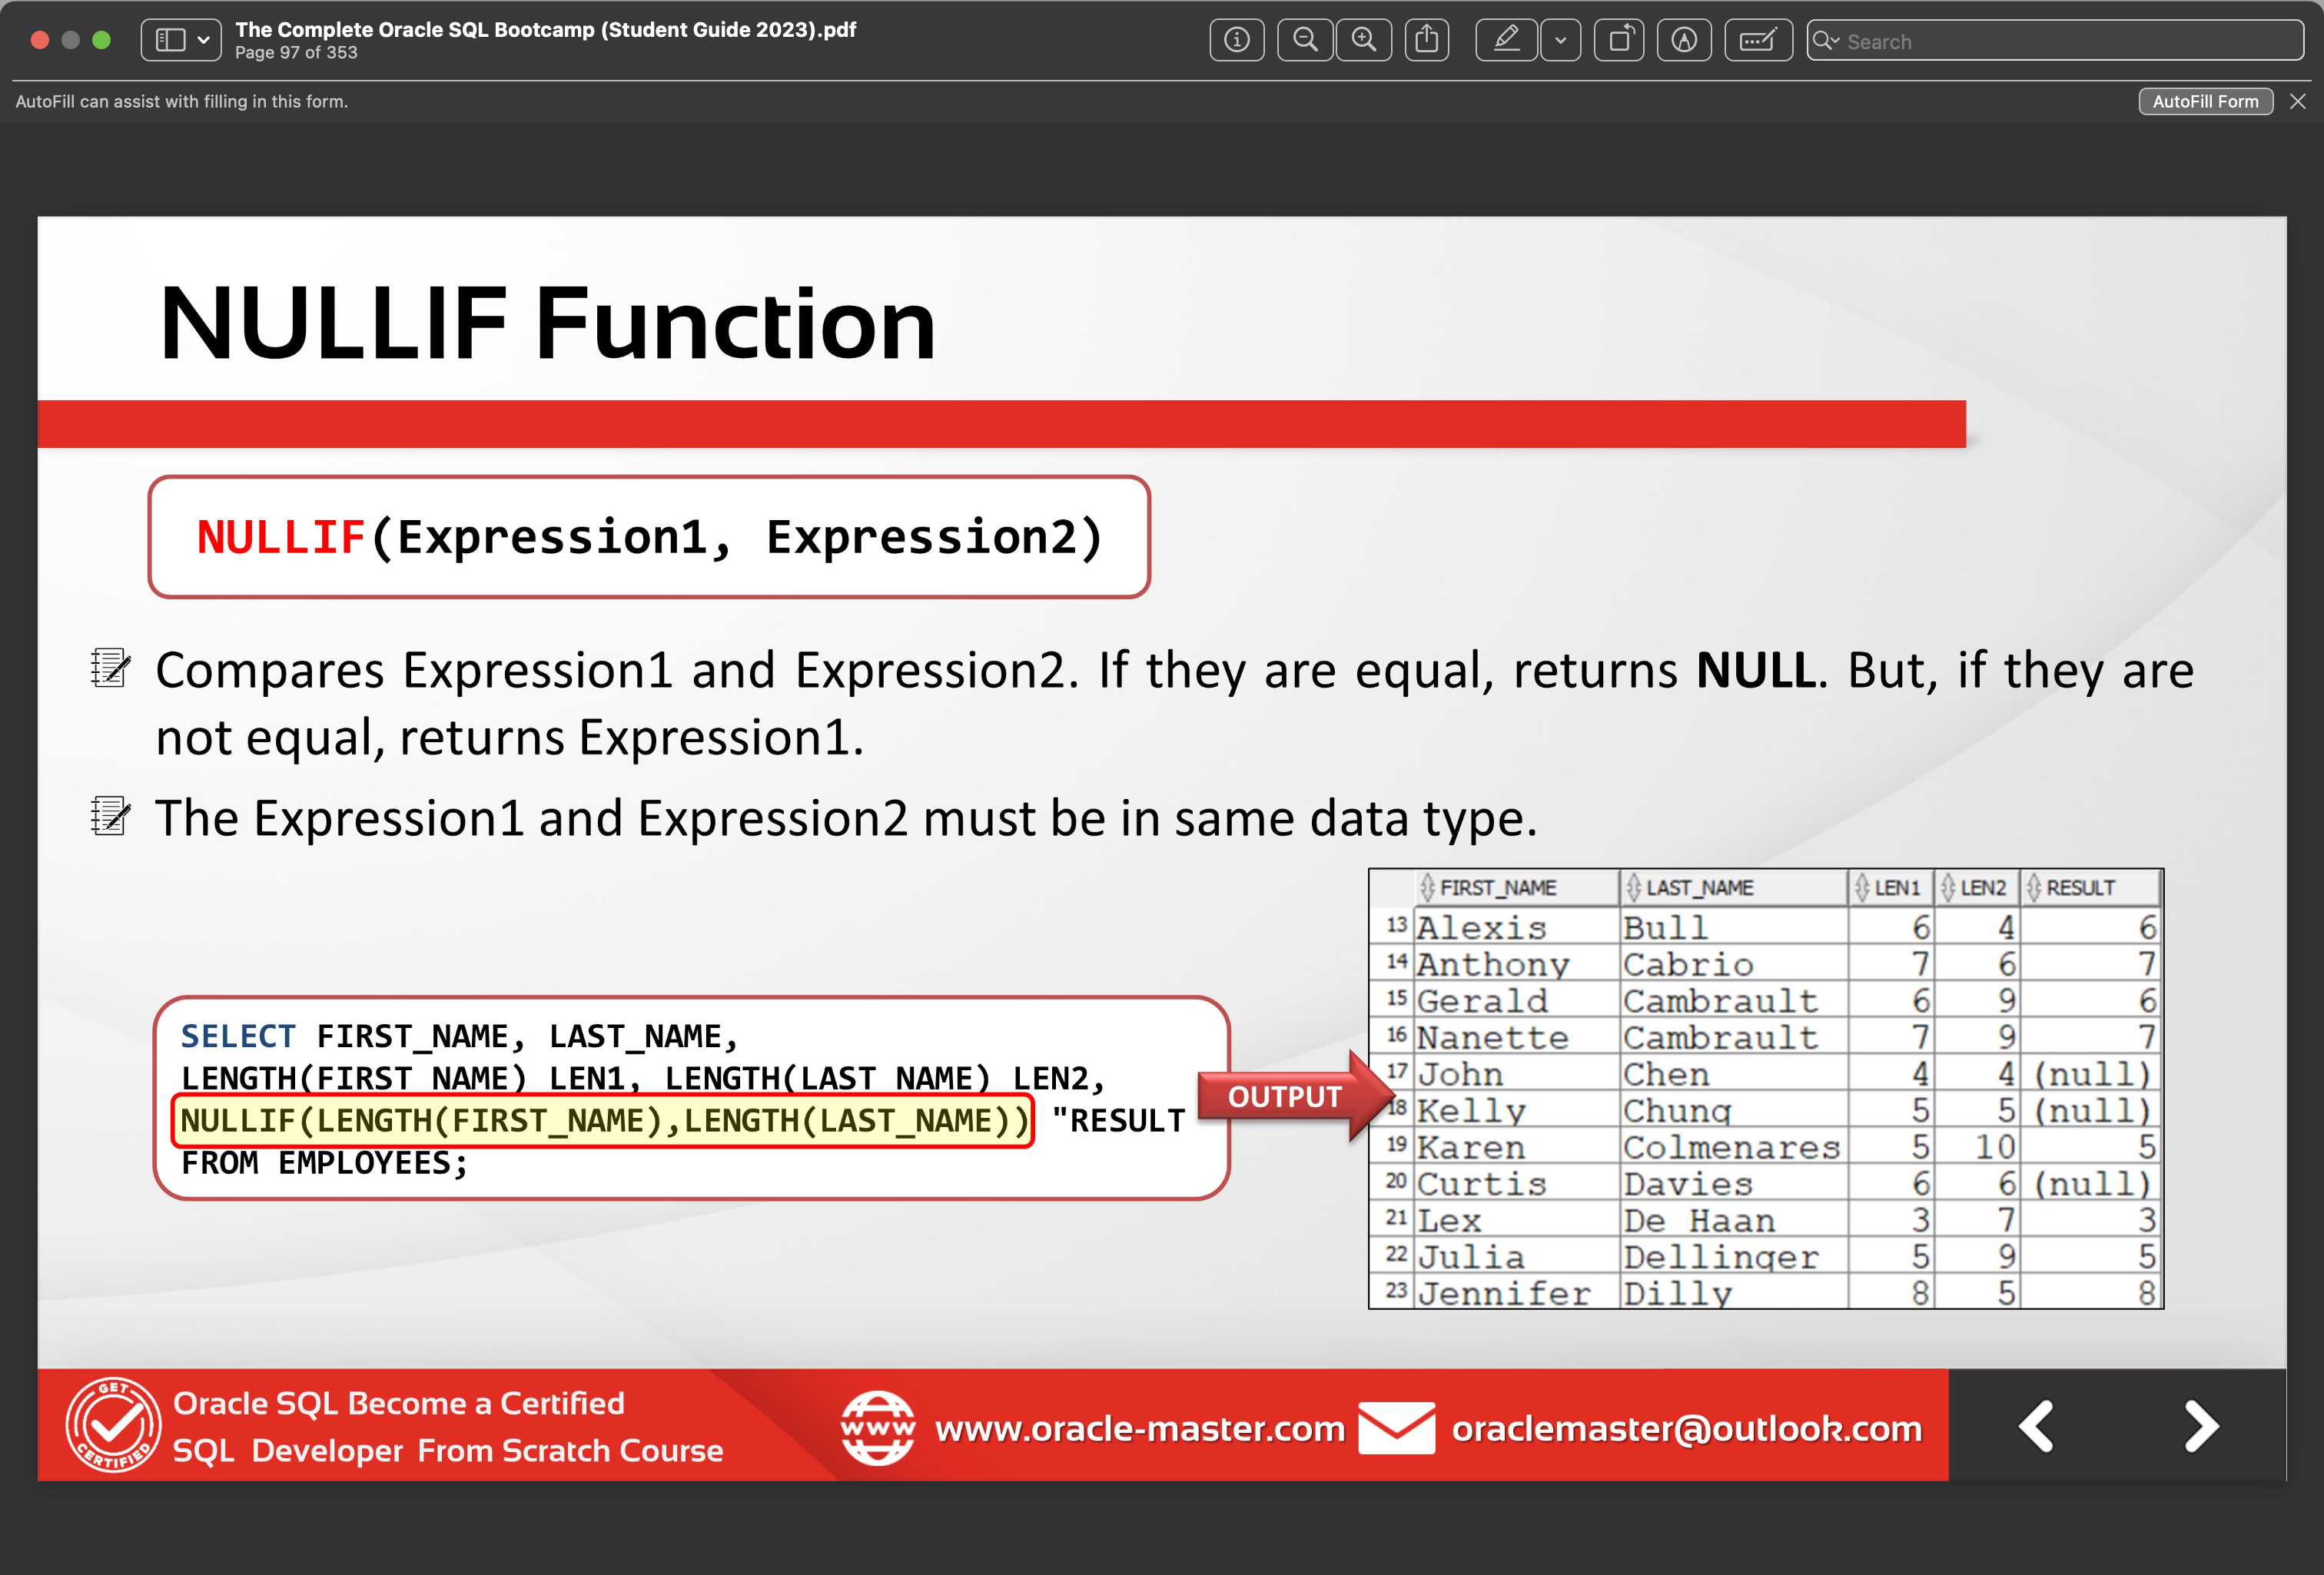 The Complete Oracle SQL Bootcamp (Student Guide 2023).pdf
Page 97 of 353
Search
AutoFill can assist with filling in this form.
AutoFill Form
NULLIF Function
NULLIF(Expression1, Expression2)
Compares Expression1 and Expression2. If they are equal, returns NULL. But, if they are
not equal, returns Expression1.
The Expression1 and Expression2 must be in same data type.
SELECT FIRST_NAME, LAST_NAME,
LENGTH(FIRST_NAME) LEN1, LENGTH(LAST_NAME) LEN2,
NULLIF(LENGTH(FIRST_NAME),LENGTH(LAST_NAME)) "RESULT
FROM EMPLOYEES;
OUTPUT
FIRST_NAME LAST_NAME LEN1 LEN2 RESULT
13 Alexis Bull 6 4 6
14 Anthony Cabrio 7 6 7
15 Gerald Cambrault 6 9 6
16 Nanette Cambrault 7 9 7
17 John Chen 4 4 (null)
18 Kelly Chung 5 5 (null)
19 Karen Colmenares 5 10 5
20 Curtis Davies 6 6 (null)
21 Lex De Haan 3 7 3
22 Julia Dellinger 5 9 5
23 Jennifer Dilly 8 5 8
GET CERTIFIED
Oracle SQL Become a Certified
SQL Developer From Scratch Course
WWW
www.oracle-master.com
oraclemaster@outlook.com